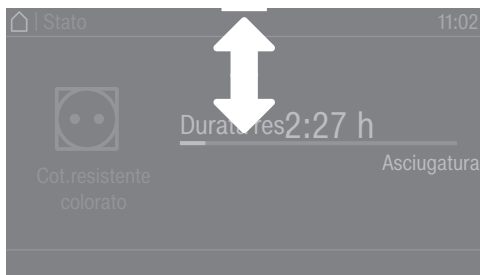 | Stato 11:02
Durata res 2:27 h
Asciugatura
Cot.resistente
colorato